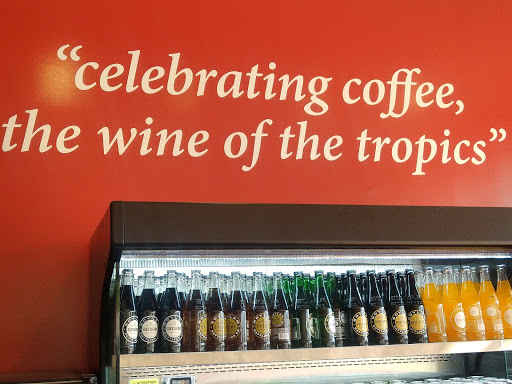 “celebrating coffee,
the wine of the tropics”